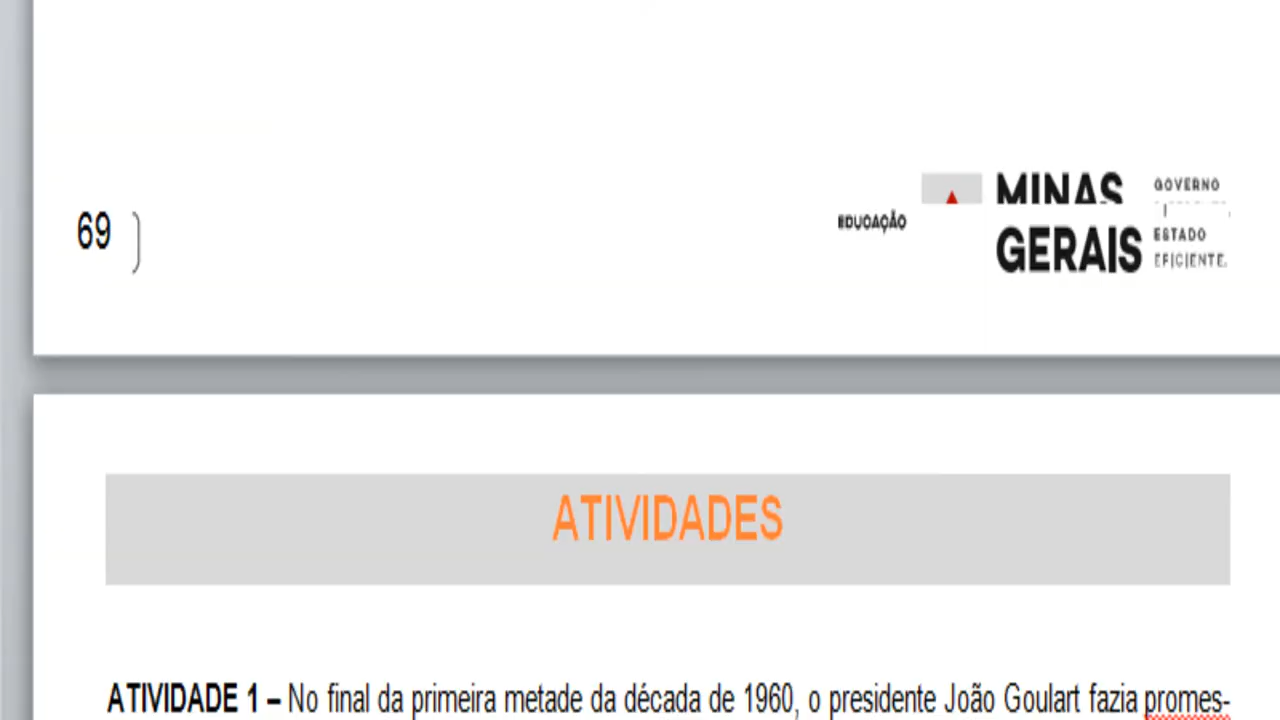 MINAS
GOVERNO
69
EDUCAÇÃO
GERAIS
ESTADO
EFICIENTE.
ATIVIDADES
ATIVIDADE 1 – No final da primeira metade da década de 1960, o presidente João Goulart fazia promes-